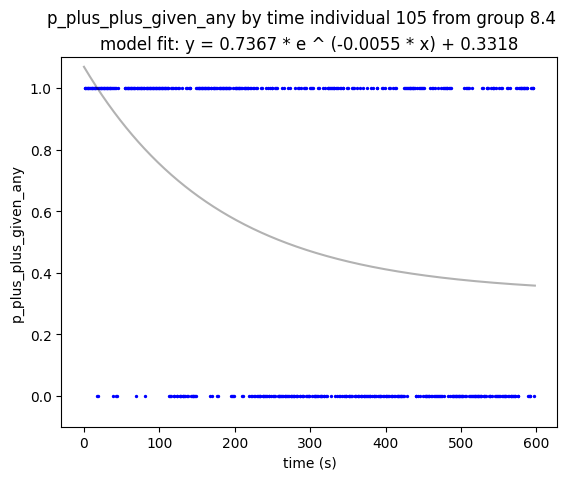 p_plus_plus_given_any by time individual 105 from group 8.4
model fit: y = 0.7367 * e ^ (-0.0055 * x) + 0.3318
1.0
0.8
0.6
0.4
0.2
0.0
p_plus_plus_given_any
0 100 200 300 400 500 600
time (s)